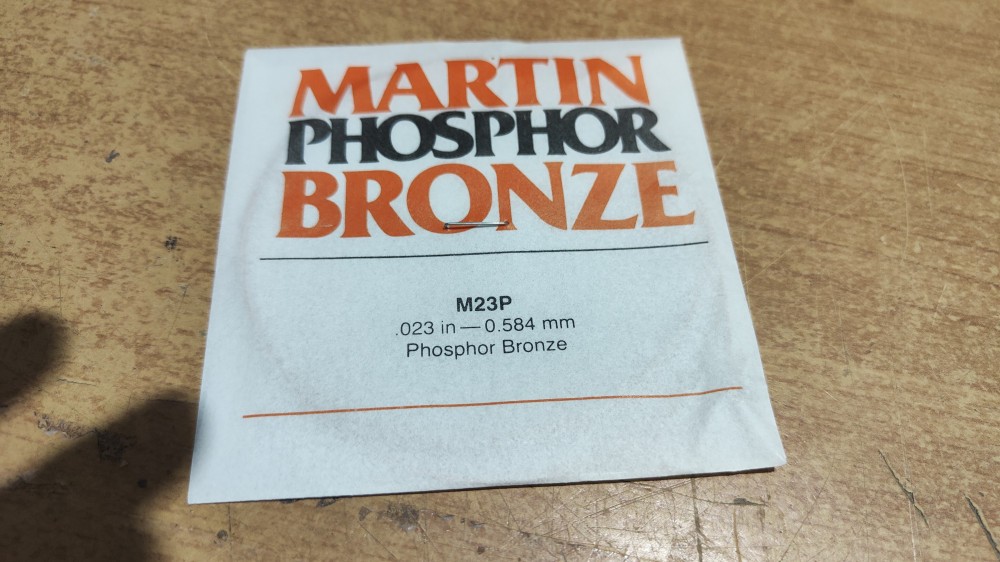 MARTIN
PHOSPHOR
BRONZE
M23P
.023 in — 0.584 mm
Phosphor Bronze